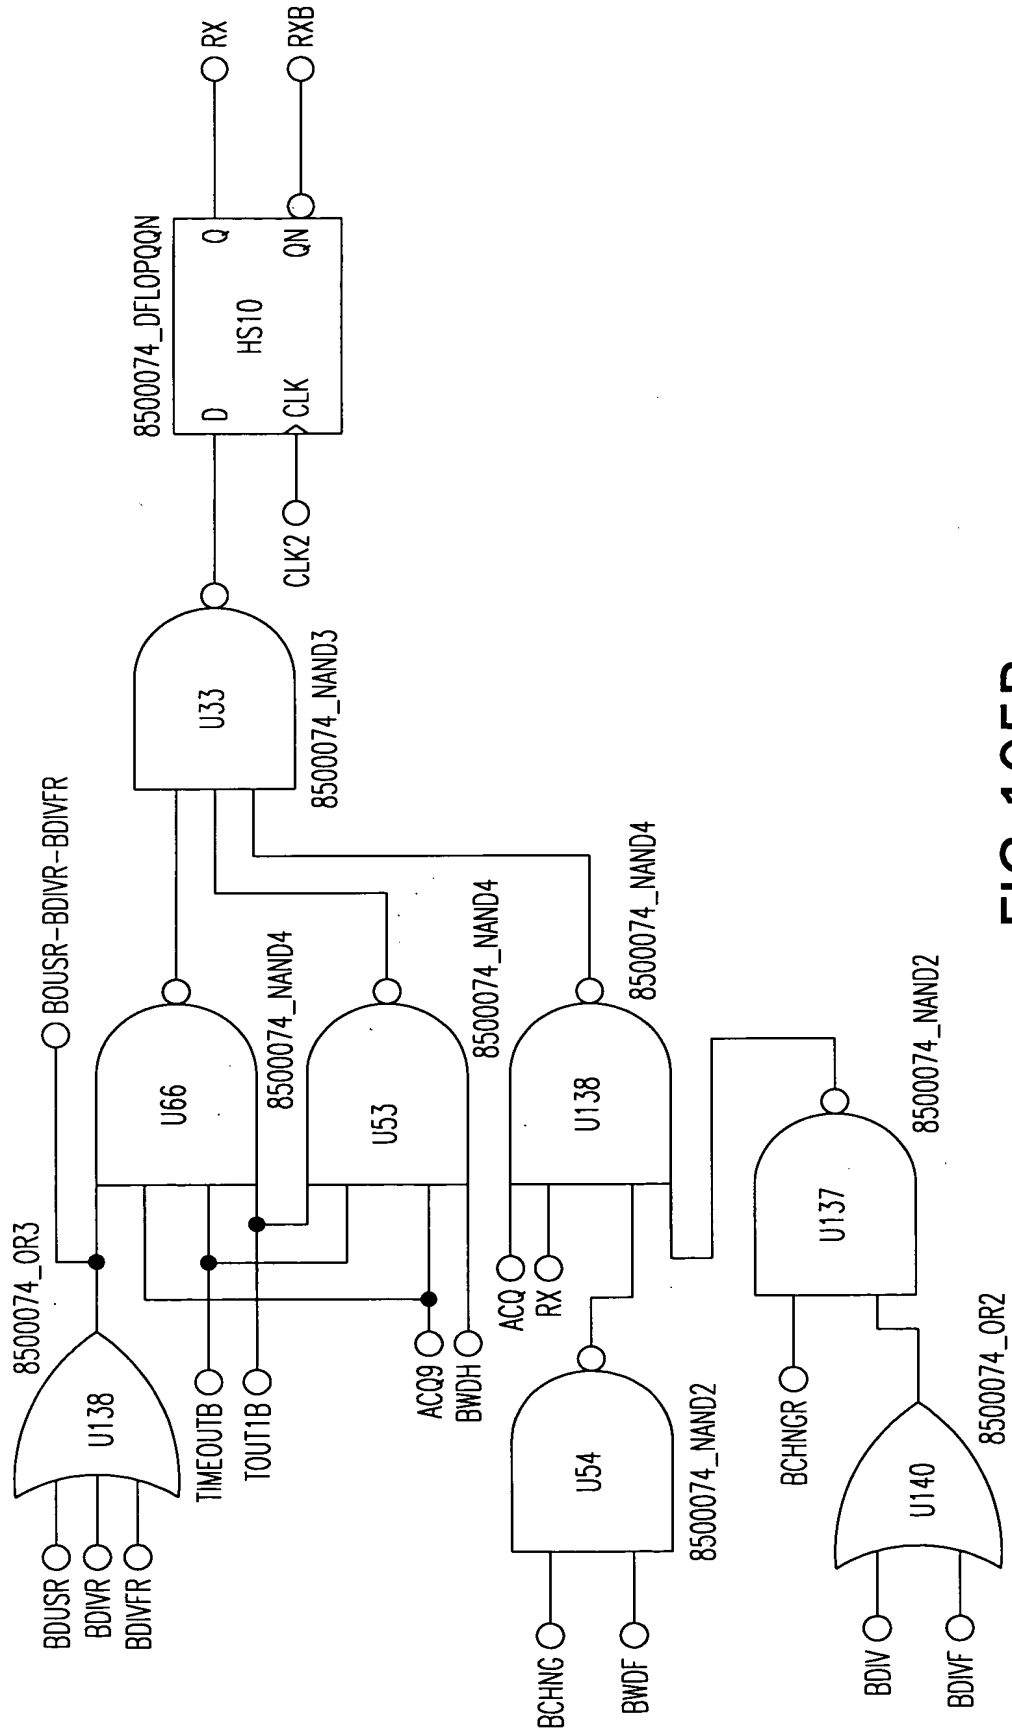 8500074_OR3
BOUSR-BDIVR-BDIVFR
BDUSR
BDIVR
BDIVFR
U138
U66
8500074_NAND4
TIMEOUTB
TOUT1B
U53
8500074_NAND4
ACQ9
BWDH
U33
8500074_NAND3
8500074_DFLOPQQN
D
Q
HS10
CLK
QN
CLK2
RX
RXB
ACQ
RX
U138
8500074_NAND4
BCHNG
BWDF
U54
8500074_NAND2
BCHNGR
U137
8500074_NAND2
BDIV
BDIVF
U140
8500074_OR2
FIG